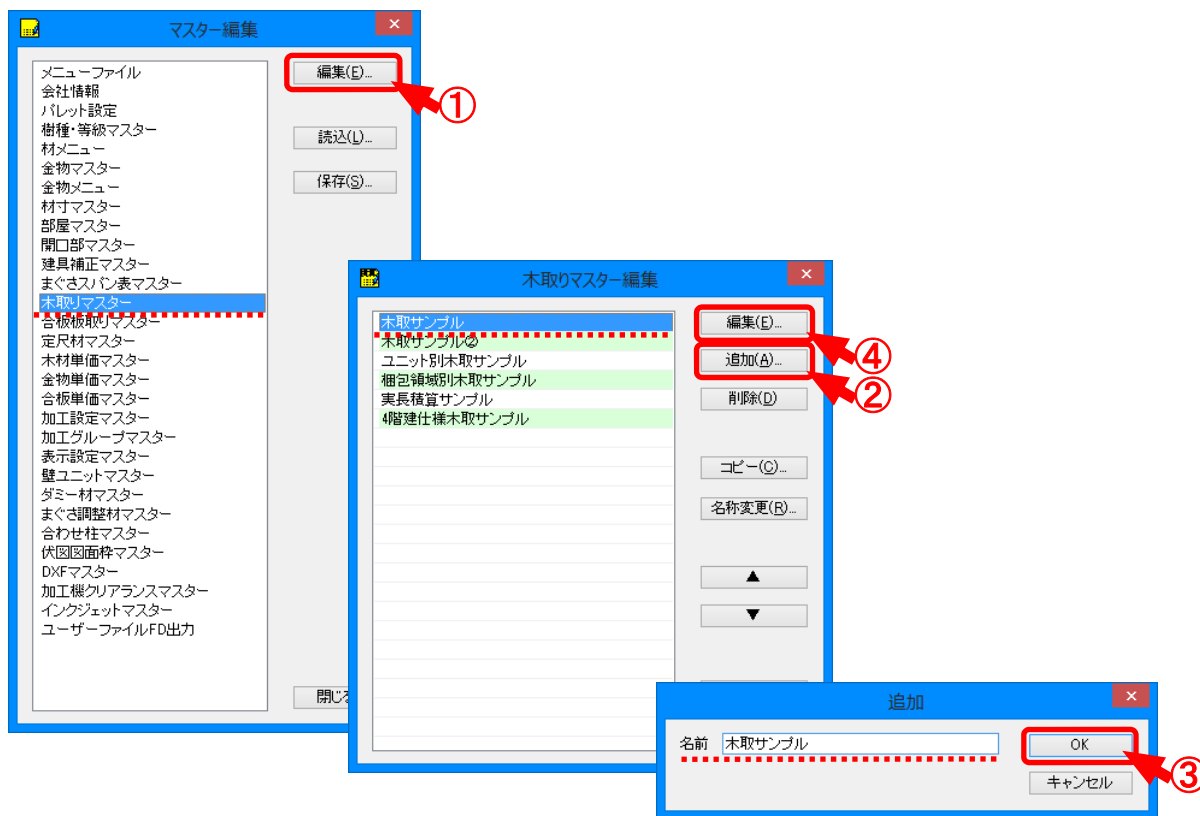 マスター編集
メニューファイル
会社情報
パレット設定
樹種・等級マスター
材メニュー
金物マスター
金物メニュー
材寸マスター
部屋マスター
開口部マスター
建具補正マスター
まぐさスパン表マスター
木取りマスター
合板板取りマスター
定尺材マスター
木材単価マスター
金物単価マスター
合板単価マスター
加工設定マスター
加工グループマスター
表示設定マスター
壁ユニットマスター
ダミー材マスター
まぐさ調整材マスター
合わせ柱マスター
伏図図面枠マスター
DXFマスター
加工機クリアランスマスター
インクジェットマスター
ユーザーファイルFD出力
編集(E)...
①
読込(L)...
保存(S)...
閉じる
木取りマスター編集
木取サンプル
木取サンプル②
ユニット別木取サンプル
梱包領域別木取サンプル
実長積算サンプル
4階建仕様木取サンプル
編集(E)...
④
追加(A)...
②
削除(D)
コピー(C)...
名称変更(R)...
▲
▼
追加
名前 木取サンプル
OK
③
キャンセル